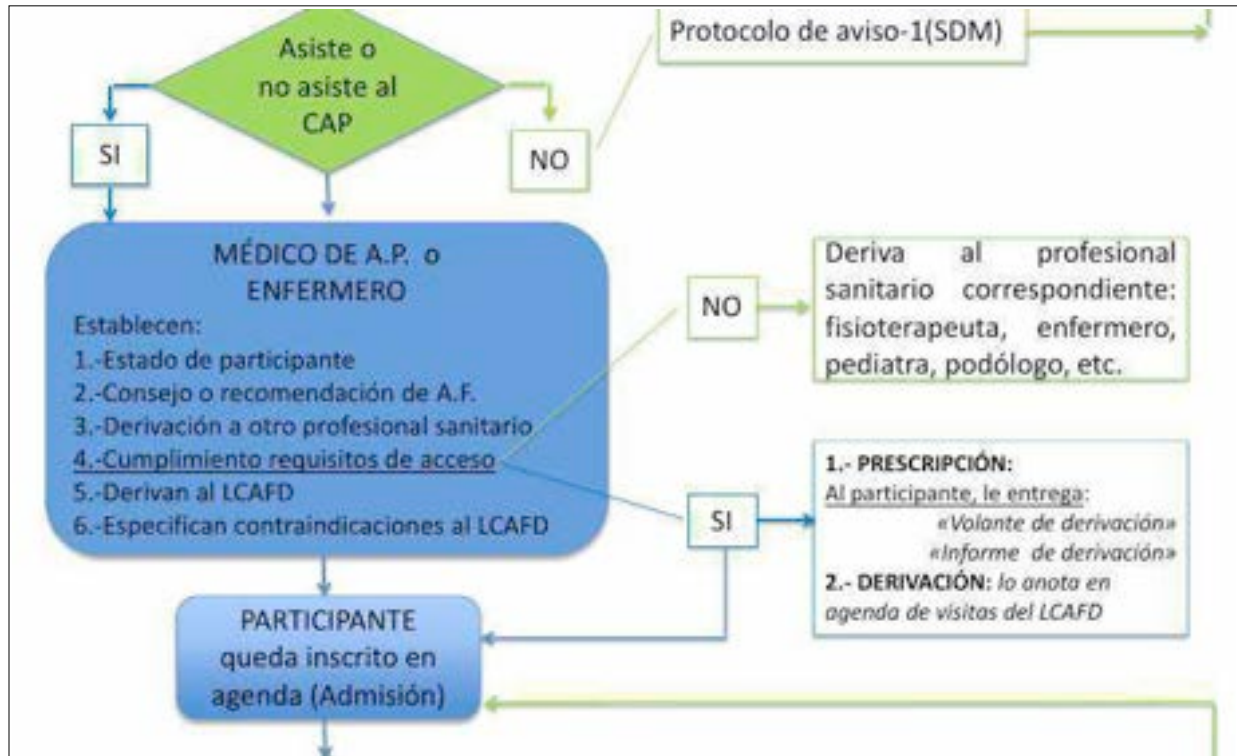 Asiste o
no asiste al
CAP
Protocolo de aviso-1(SDM)
SI
NO
MÉDICO DE A.P. o
ENFERMERO
Establecen:
1.-Estado de participante
2.-Consejo o recomendación de A.F.
3.-Derivación a otro profesional sanitario
4.-Cumplimiento requisitos de acceso
5.-Derivan al LCAFD
6.-Especifican contraindicaciones al LCAFD
NO
Deriva al profesional
sanitario correspondiente:
fisioterapeuta, enfermero,
pediatra, podólogo, etc.
SI
1.- PRESCRIPCIÓN:
Al participante, le entrega:
«Volante de derivación»
«Informe de derivación»
2.- DERIVACIÓN: lo anota en
agenda de visitas del LCAFD
PARTICIPANTE
queda inscrito en
agenda (Admisión)